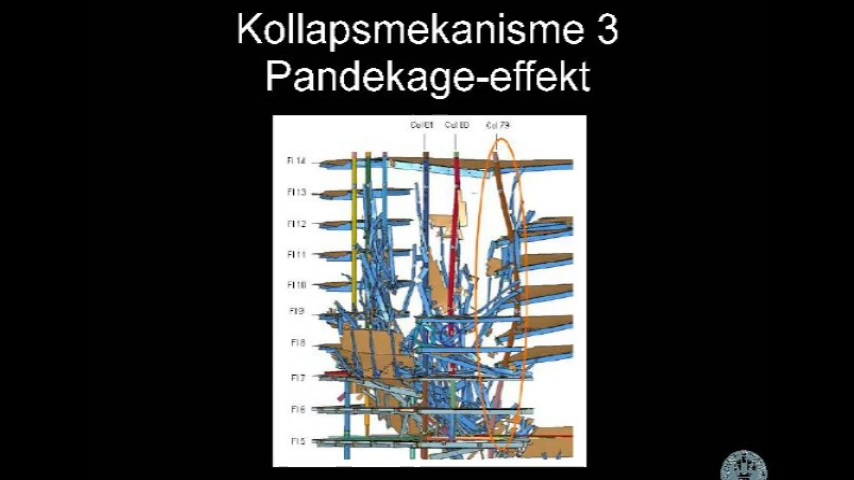 Kollapsmekanisme 3
Pandekage-effekt
Col 81 Col 80 Col 79
Fl 14
Fl 13
Fl 12
Fl 11
Fl 10
Fl 9
Fl 8
Fl 7
Fl 6
Fl 5